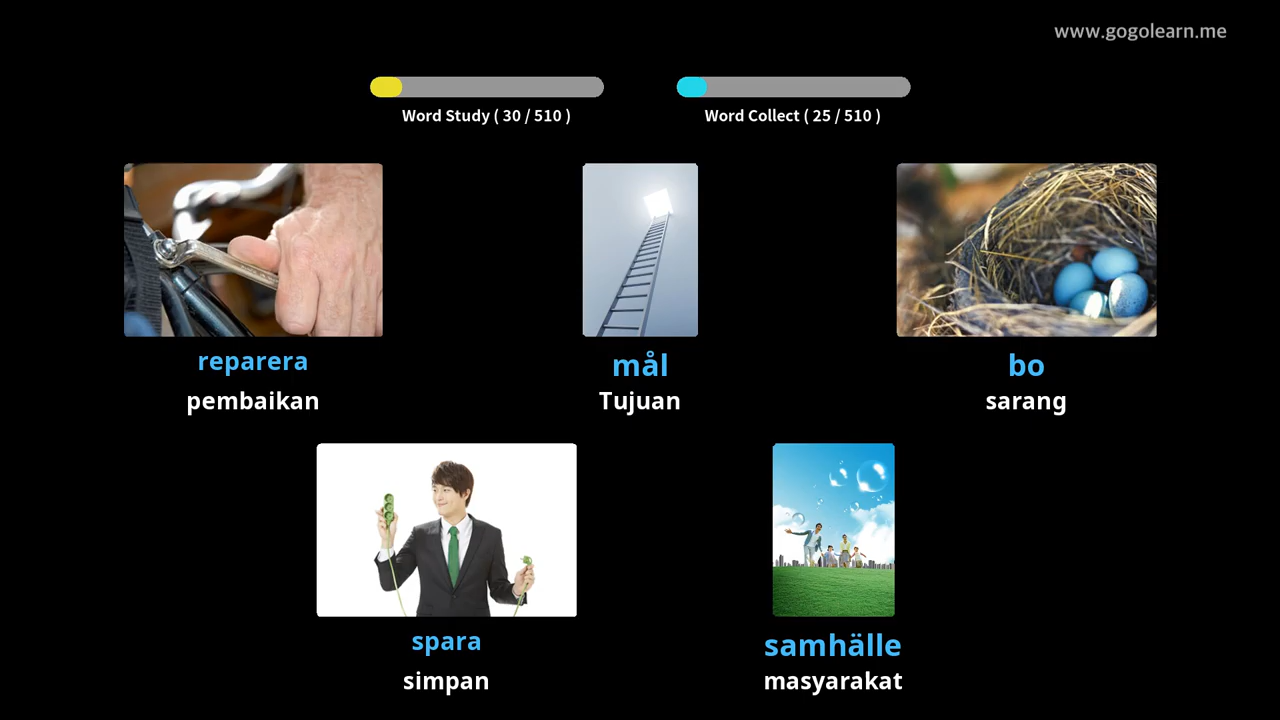 www.gogolearn.me
Word Study ( 30 / 510 )
Word Collect ( 25 / 510 )
reparera
pembaikan
mål
Tujuan
bo
sarang
spara
simpan
samhälle
masyarakat